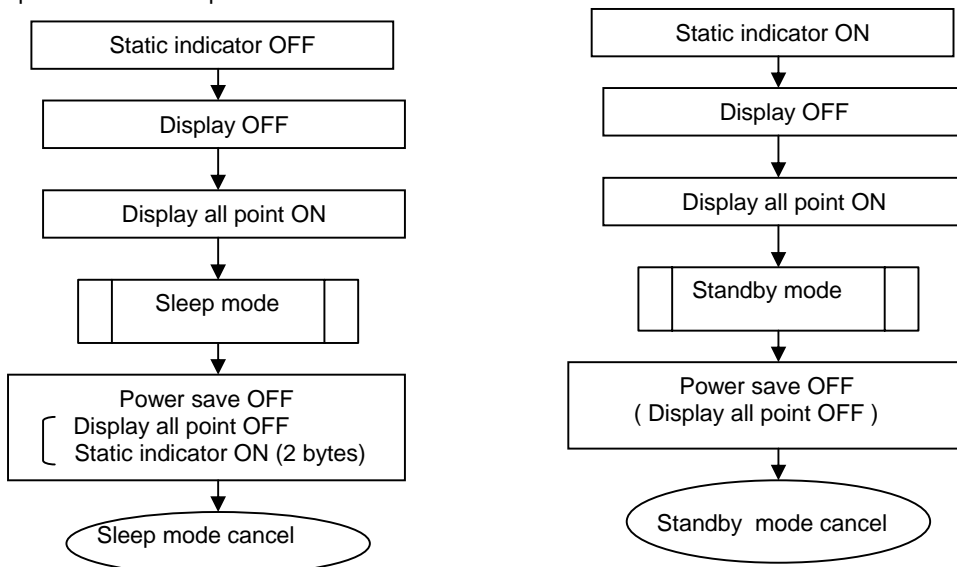 Static indicator OFF
Display OFF
Display all point ON
Sleep mode
Power save OFF
Display all point OFF
Static indicator ON (2 bytes)
Sleep mode cancel
Static indicator ON
Display OFF
Display all point ON
Standby mode
Power save OFF
( Display all point OFF )
Standby mode cancel